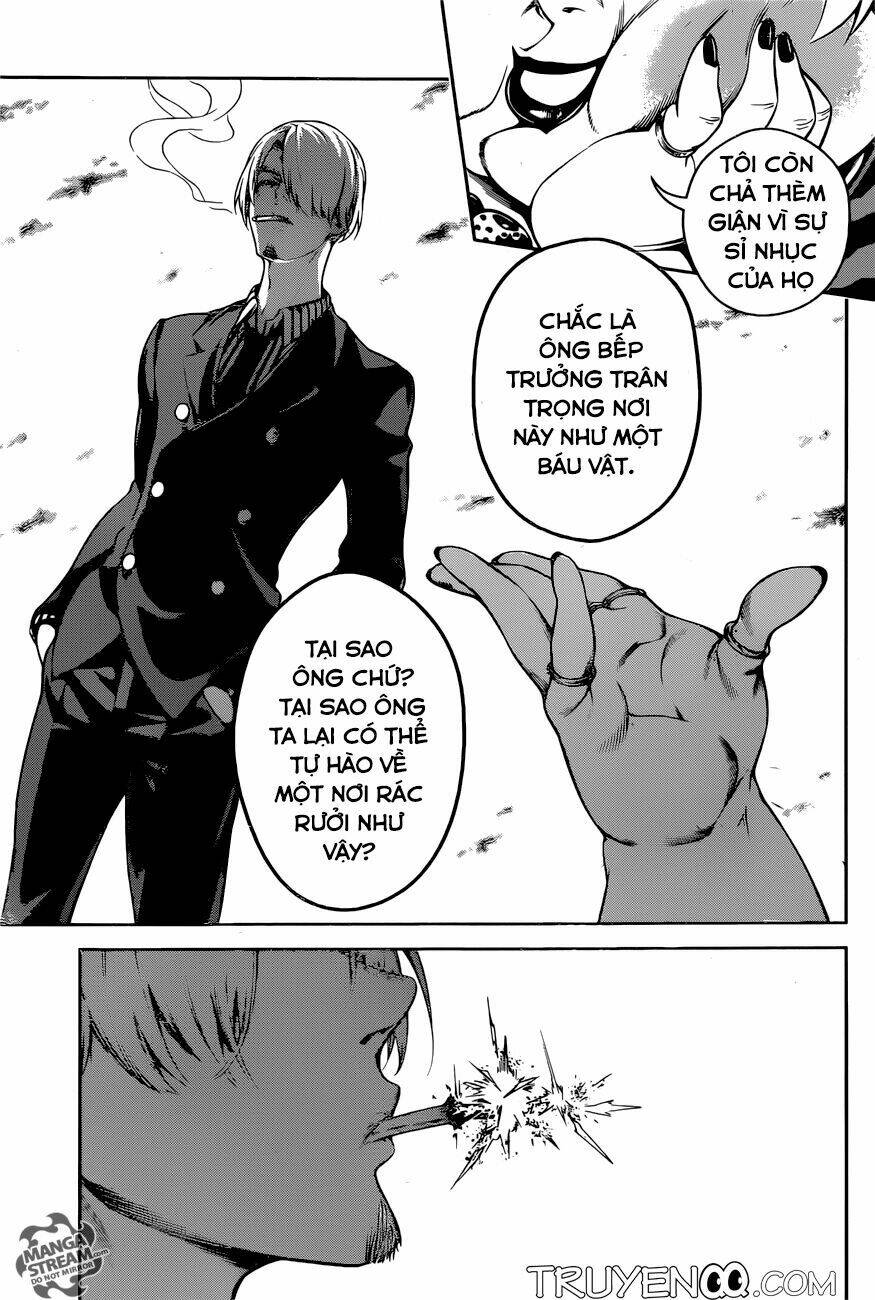 TÔI CÒN
CHẢ THÈM
GIẬN VÌ SỰ
SỈ NHỤC
CỦA HỌ
CHẮC LÀ
ÔNG BẾP
TRƯỞNG TRÂN
TRỌNG NƠI
NÀY NHƯ MỘT
BÁU VẬT.
TẠI SAO
ÔNG CHỨ?
TẠI SAO ÔNG
TA LẠI CÓ THỂ
TỰ HÀO VỀ
MỘT NƠI RÁC
RƯỞI NHƯ
VẬY?
MANGA
STREAM.com
DO NOT MIRROR
TRUYENQQ.COM